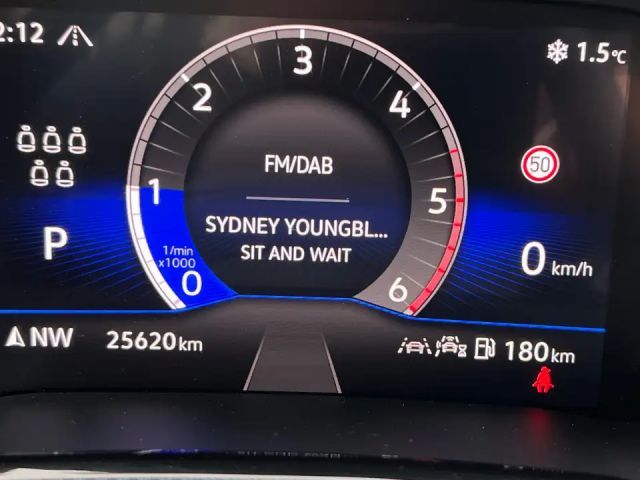 2:12
1.5°C
3
2
4
1
5
0
6
1/min
x1000
FM/DAB
SYDNEY YOUNGBL...
SIT AND WAIT
50
P
0 km/h
NW
25620 km
180 km